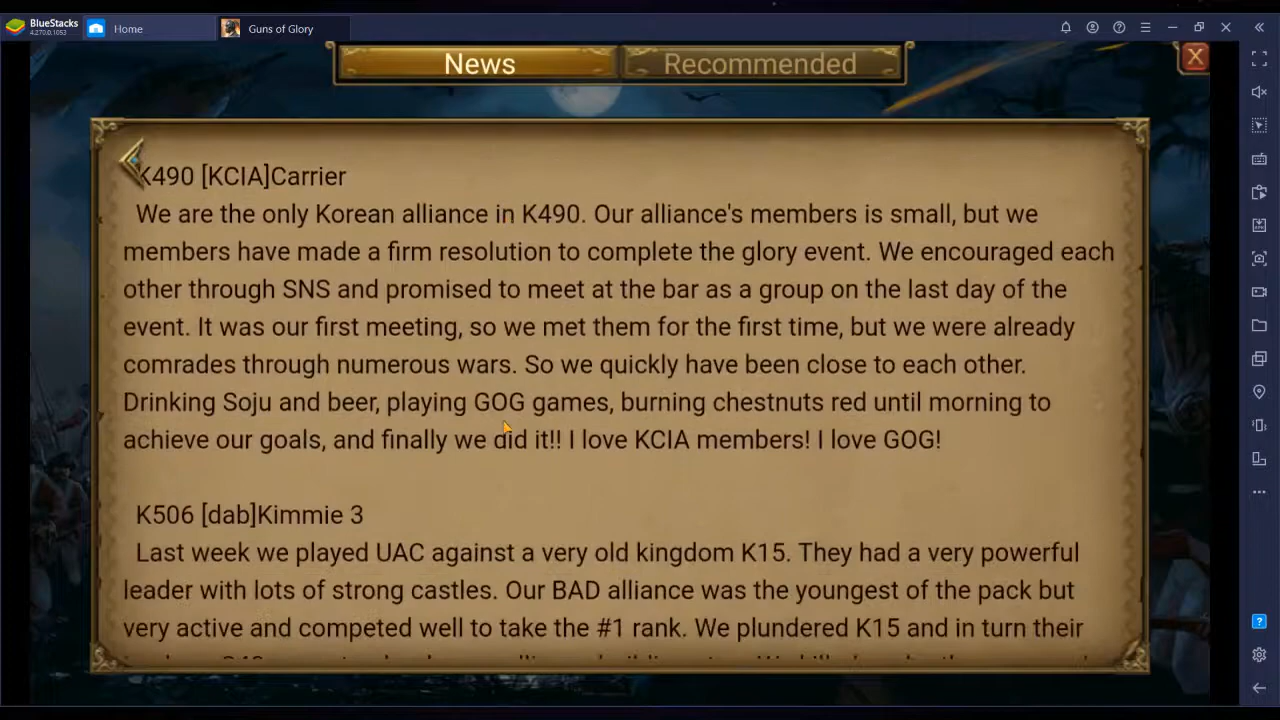 BlueStacks
4.270.0.1053
Home
Guns of Glory
News
Recommended
K490 [KCIA]Carrier
We are the only Korean alliance in K490. Our alliance's members is small, but we
members have made a firm resolution to complete the glory event. We encouraged each
other through SNS and promised to meet at the bar as a group on the last day of the
event. It was our first meeting, so we met them for the first time, but we were already
comrades through numerous wars. So we quickly have been close to each other.
Drinking Soju and beer, playing GOG games, burning chestnuts red until morning to
achieve our goals, and finally we did it!! I love KCIA members! I love GOG!
K506 [dab]Kimmie 3
Last week we played UAC against a very old kingdom K15. They had a very powerful
leader with lots of strong castles. Our BAD alliance was the youngest of the pack but
very active and competed well to take the #1 rank. We plundered K15 and in turn their